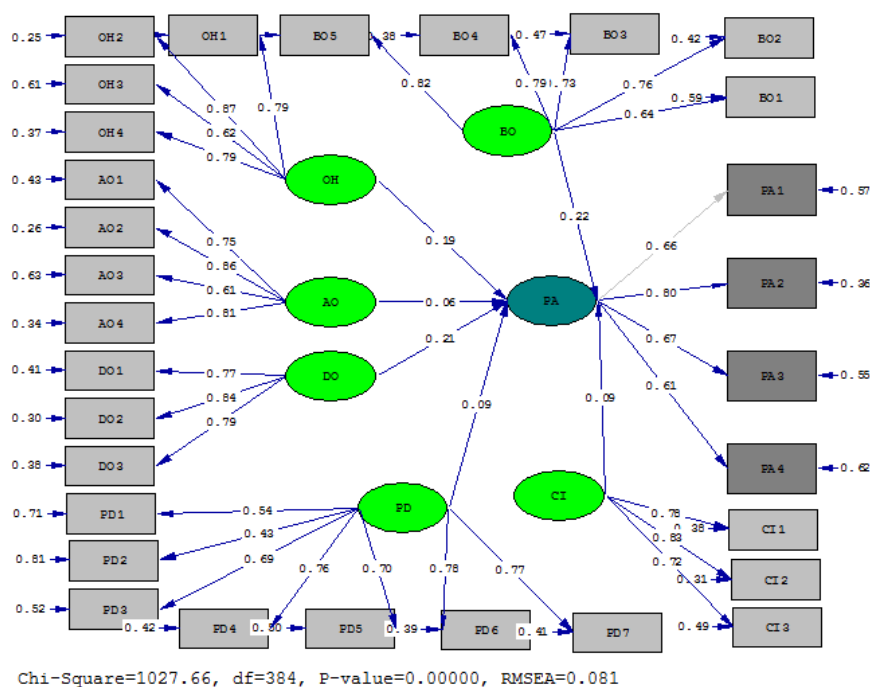 0.25 OH2 OH1 BO5 0.38 BO4 0.47 BO3 0.42 BO2
0.61 OH3 0.87 0.79 0.82 0.79 0.73 0.76 0.59 BO1
0.62 0.64
0.37 OH4 0.79 BO
0.43 AO1 OH PA1 0.57
0.75 0.22
0.26 AO2 0.19 0.66
0.86
0.63 AO3 0.61 PA2 0.36
0.81 AO 0.06 PA 0.80
0.34 AO4 0.21 0.67
0.41 DO1 0.77 DO 0.61 PA3 0.55
0.84 0.09 0.09
0.30 DO2 0.79
0.38 DO3 PA4 0.62
0.71 PD1 0.54 PD CI
0.43 0.78 0.38 CI1
0.81 PD2 0.69 0.83
0.76 0.70 0.78 0.77 0.72 0.31 CI2
0.52 PD3
0.42 PD4 0.50 PD5 0.39 PD6 0.41 PD7 0.49 CI3
Chi-Square=1027.66, df=384, P-value=0.00000, RMSEA=0.081